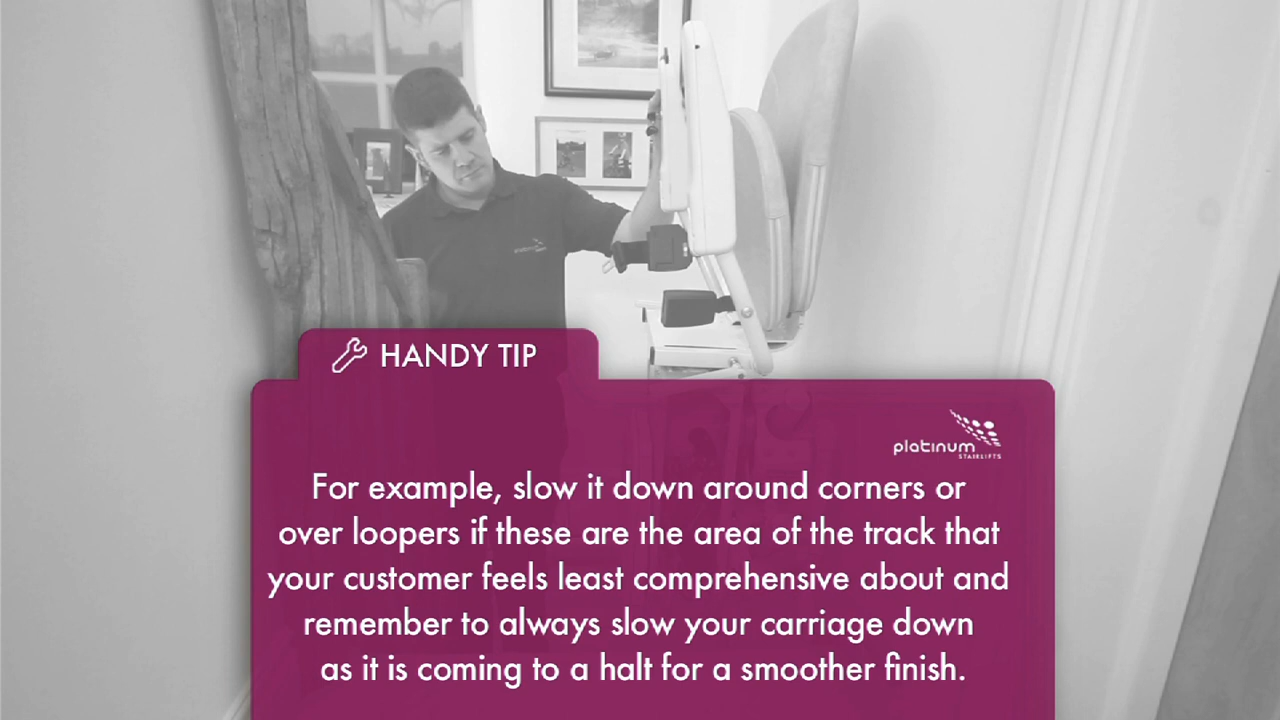 HANDY TIP
platinum
STAIRLIFTS
For example, slow it down around corners or
over loopers if these are the area of the track that
your customer feels least comprehensive about and
remember to always slow your carriage down
as it is coming to a halt for a smoother finish.